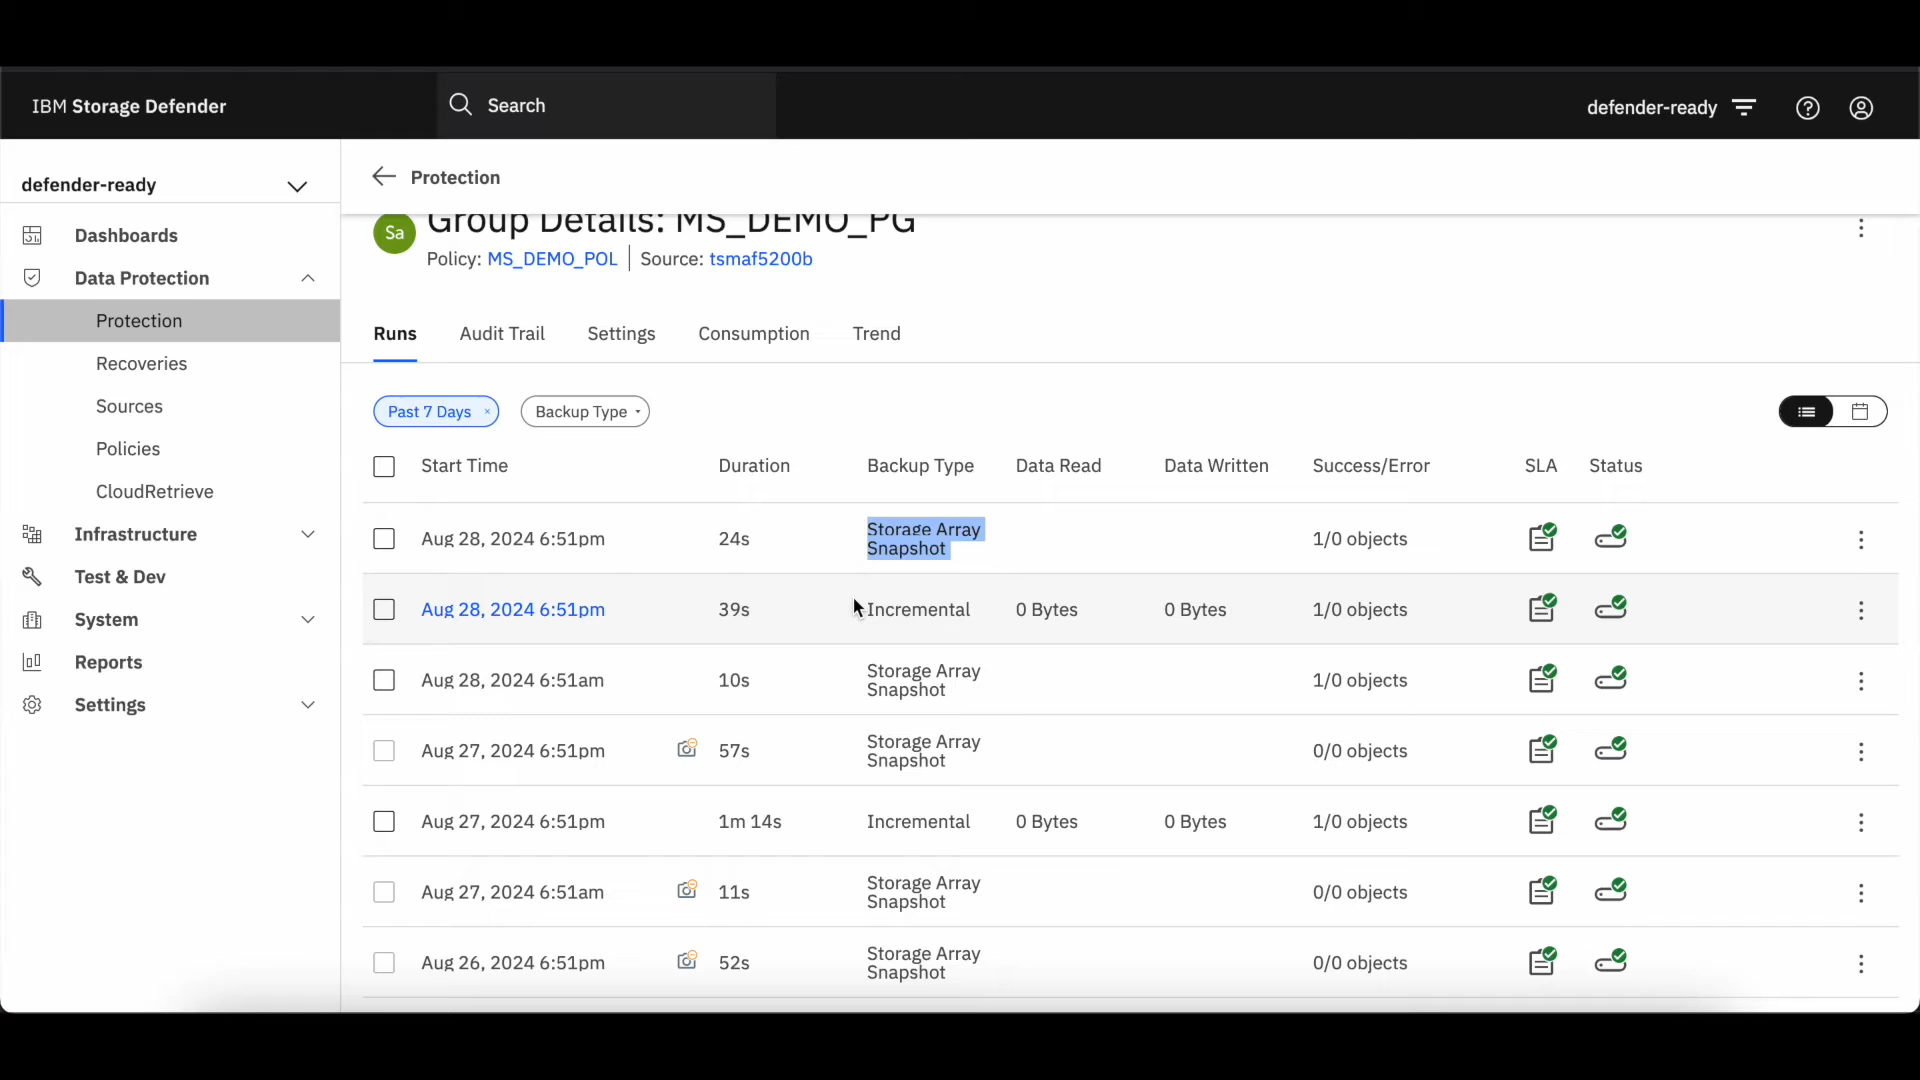 IBM Storage Defender
Search
defender-ready
defender-ready
Protection
Group Details: MS_DEMO_PG
Sa
Policy: MS_DEMO_POL | Source: tsmaf5200b
Dashboards
Data Protection
Protection
Recoveries
Sources
Policies
CloudRetrieve
Infrastructure
Test & Dev
System
Reports
Settings
Runs Audit Trail Settings Consumption Trend
Past 7 Days × Backup Type
Start Time Duration Backup Type Data Read Data Written Success/Error SLA Status
Aug 28, 2024 6:51pm 24s Storage Array Snapshot 1/0 objects
Aug 28, 2024 6:51pm 39s Incremental 0 Bytes 0 Bytes 1/0 objects
Aug 28, 2024 6:51am 10s Storage Array Snapshot 1/0 objects
Aug 27, 2024 6:51pm 57s Storage Array Snapshot 0/0 objects
Aug 27, 2024 6:51pm 1m 14s Incremental 0 Bytes 0 Bytes 1/0 objects
Aug 27, 2024 6:51am 11s Storage Array Snapshot 0/0 objects
Aug 26, 2024 6:51pm 52s Storage Array Snapshot 0/0 objects